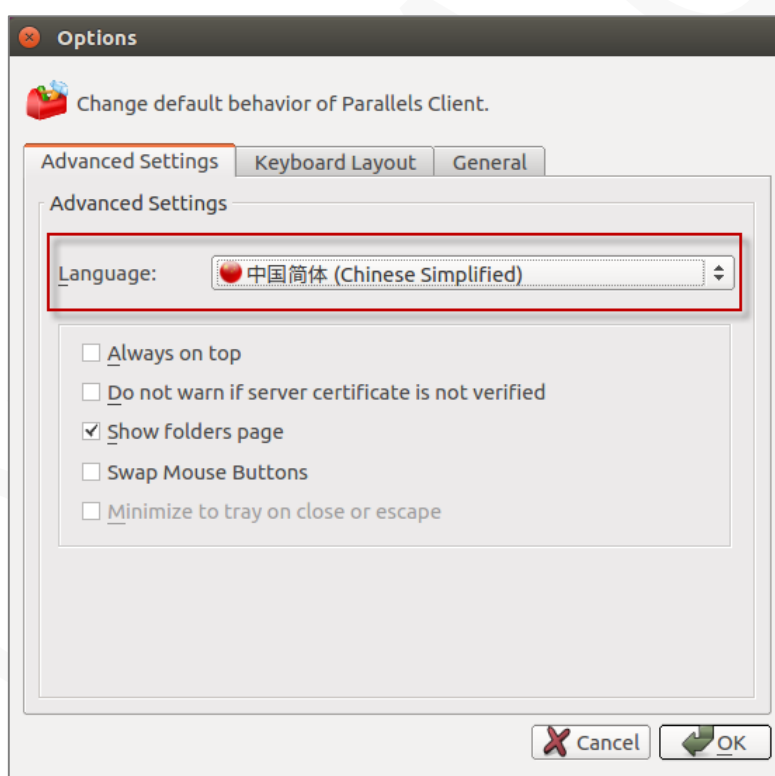 Options
Change default behavior of Parallels Client.
Advanced Settings Keyboard Layout General
Advanced Settings
Language: 中国简体 (Chinese Simplified)
Always on top
Do not warn if server certificate is not verified
Show folders page
Swap Mouse Buttons
Minimize to tray on close or escape
Cancel OK